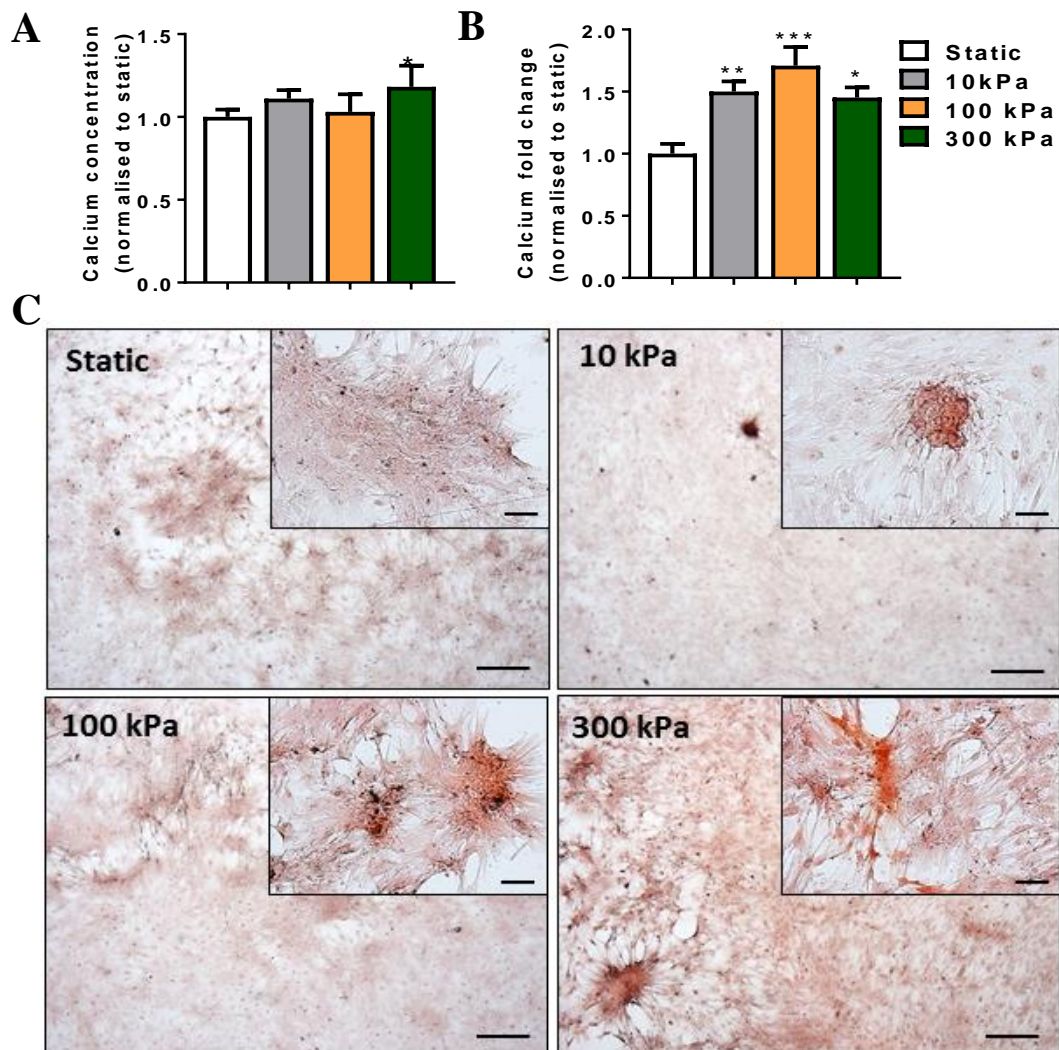 A
Calcium concentration
(normalised to static)
1.5
1.0
0.5
0.0
*
B
Calcium fold change
(normalised to static)
2.0
1.5
1.0
0.5
0.0
**
***
*
Static
10kPa
100 kPa
300 kPa
C
Static
10 kPa
100 kPa
300 kPa